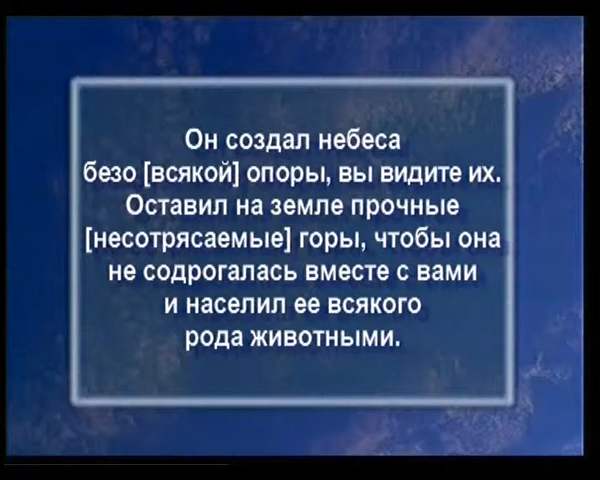 Он создал небеса
безо [всякой] опоры, вы видите их.
Оставил на земле прочные
[несотрясаемые] горы, чтобы она
не содрогалась вместе с вами
и населил ее всякого
рода животными.